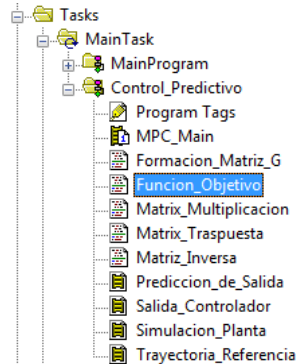 Tasks
MainTask
MainProgram
Control_Predictivo
Program Tags
MPC_Main
Formacion_Matriz_G
Funcion_Objetivo
Matrix_Multiplicacion
Matrix_Traspuesta
Matriz_Inversa
Prediccion_de_Salida
Salida_Controlador
Simulacion_Planta
Trayectoria_Referencia